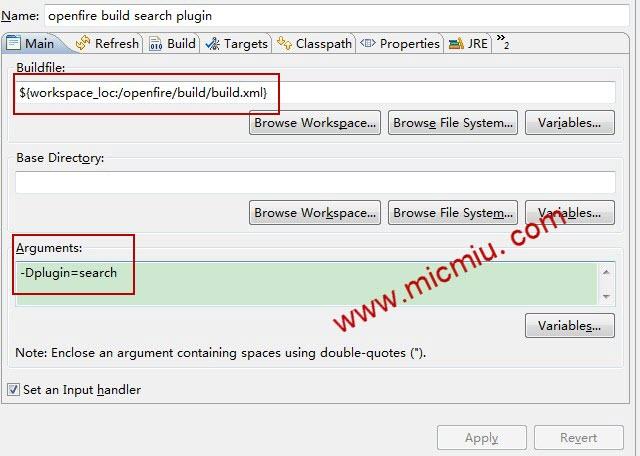 Name: openfire build search plugin
Main Refresh Build Targets Classpath Properties JRE »2
Buildfile:
${workspace_loc:/openfire/build/build.xml}
Browse Workspace... Browse File System... Variables...
Base Directory:
Browse Workspace... Browse File System... Variables...
Arguments:
-Dplugin=search
www.micmiu.com
Variables...
Note: Enclose an argument containing spaces using double-quotes (").
Set an Input handler
Apply Revert